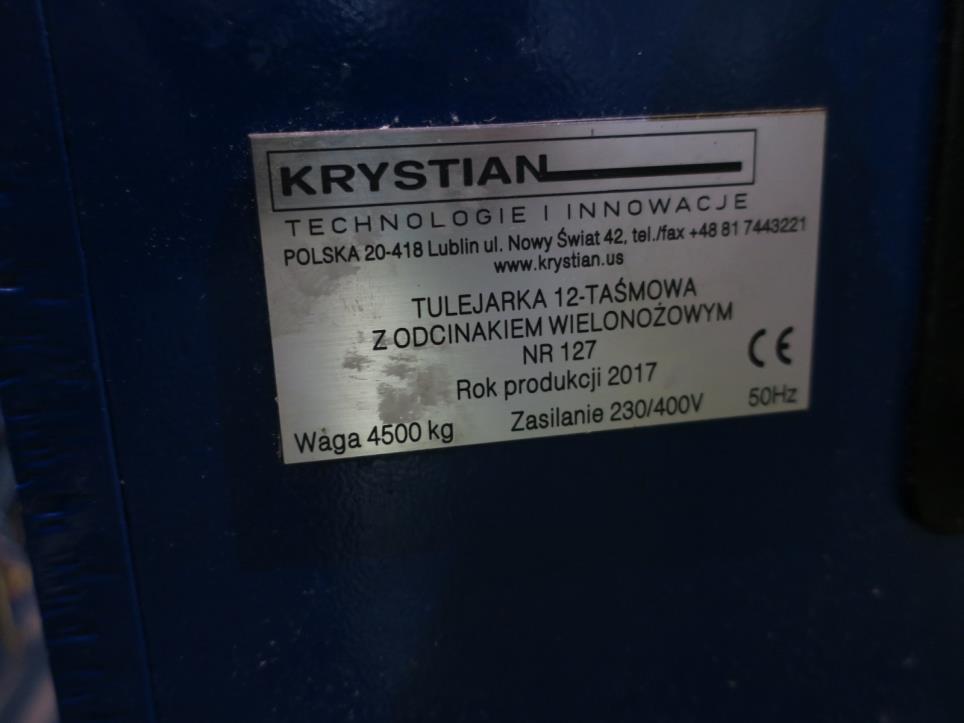 KRYSTIAN
TECHNOLOGIE I INNOWACJE
POLSKA 20-418 Lublin ul. Nowy Świat 42, tel./fax +48 81 7443221
www.krystian.us
TULEJARKA 12-TAŚMOWA
Z ODCINAKIEM WIELONOŻOWYM
NR 127
CE
Rok produkcji 2017
Waga 4500 kg Zasilanie 230/400V 50Hz